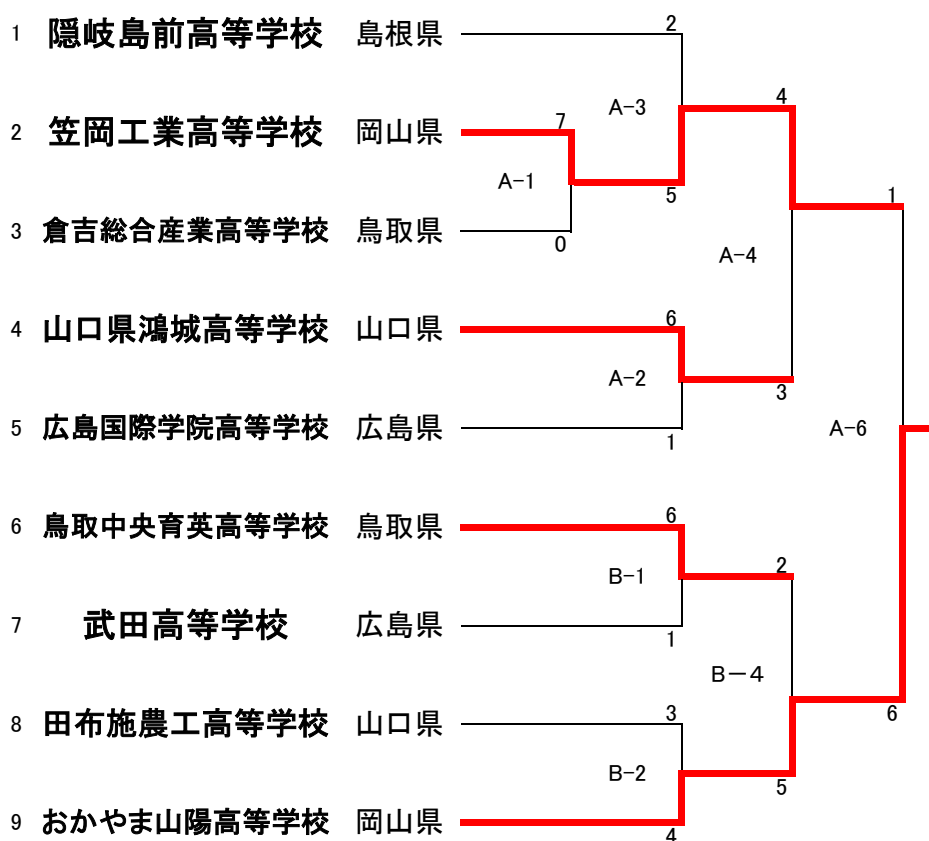 1 隠岐島前高等学校 島根県 2
A-3 4
2 笠岡工業高等学校 岡山県 7
A-1 5 1
3 倉吉総合産業高等学校 鳥取県 0
A-4
4 山口県鴻城高等学校 山口県 6
A-2 3
5 広島国際学院高等学校 広島県 1
A-6
6 鳥取中央育英高等学校 鳥取県 6
B-1 2
7 武田高等学校 広島県 1
B－4
8 田布施農工高等学校 山口県 3 6
B-2 5
9 おかやま山陽高等学校 岡山県 4